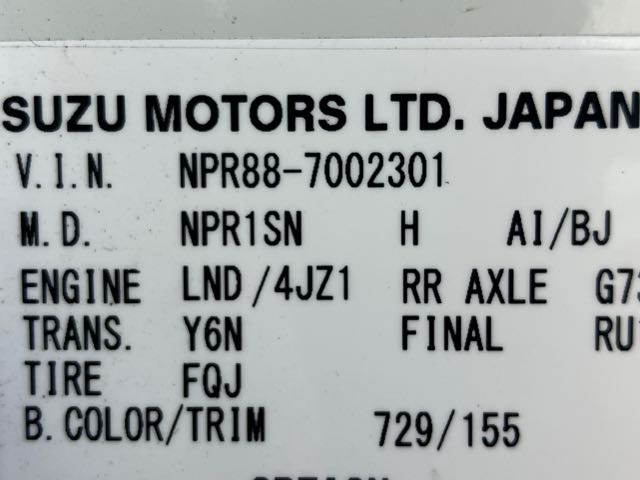 SUZU MOTORS LTD. JAPAN
V.I.N. NPR88-7002301
M.D. NPR1SN H AI/BJ
ENGINE LND/4JZ1 RR AXLE G73
TRANS. Y6N FINAL RU
TIRE FQJ
B.COLOR/TRIM 729/155